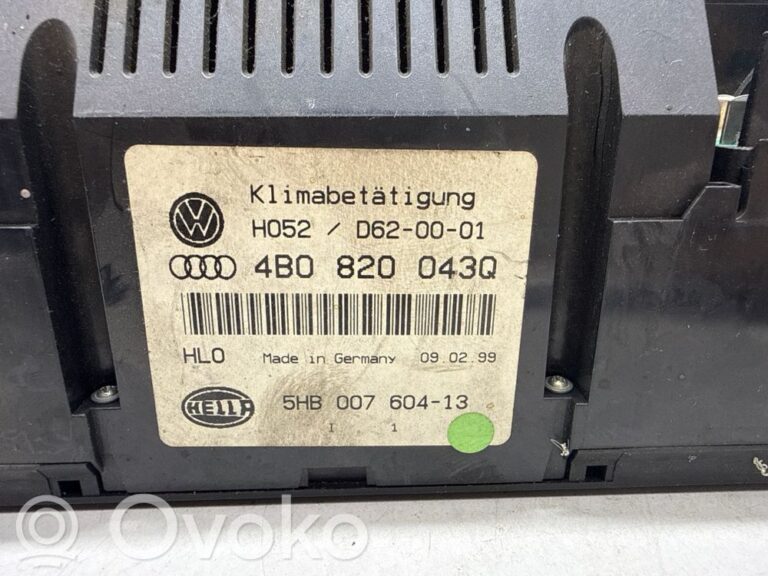 Klimabetätigung
H052 / D62-00-01
4B0 820 043Q
HLO Made in Germany 09.02.99
HELLA 5HB 007 604-13
I 1
Ovoko